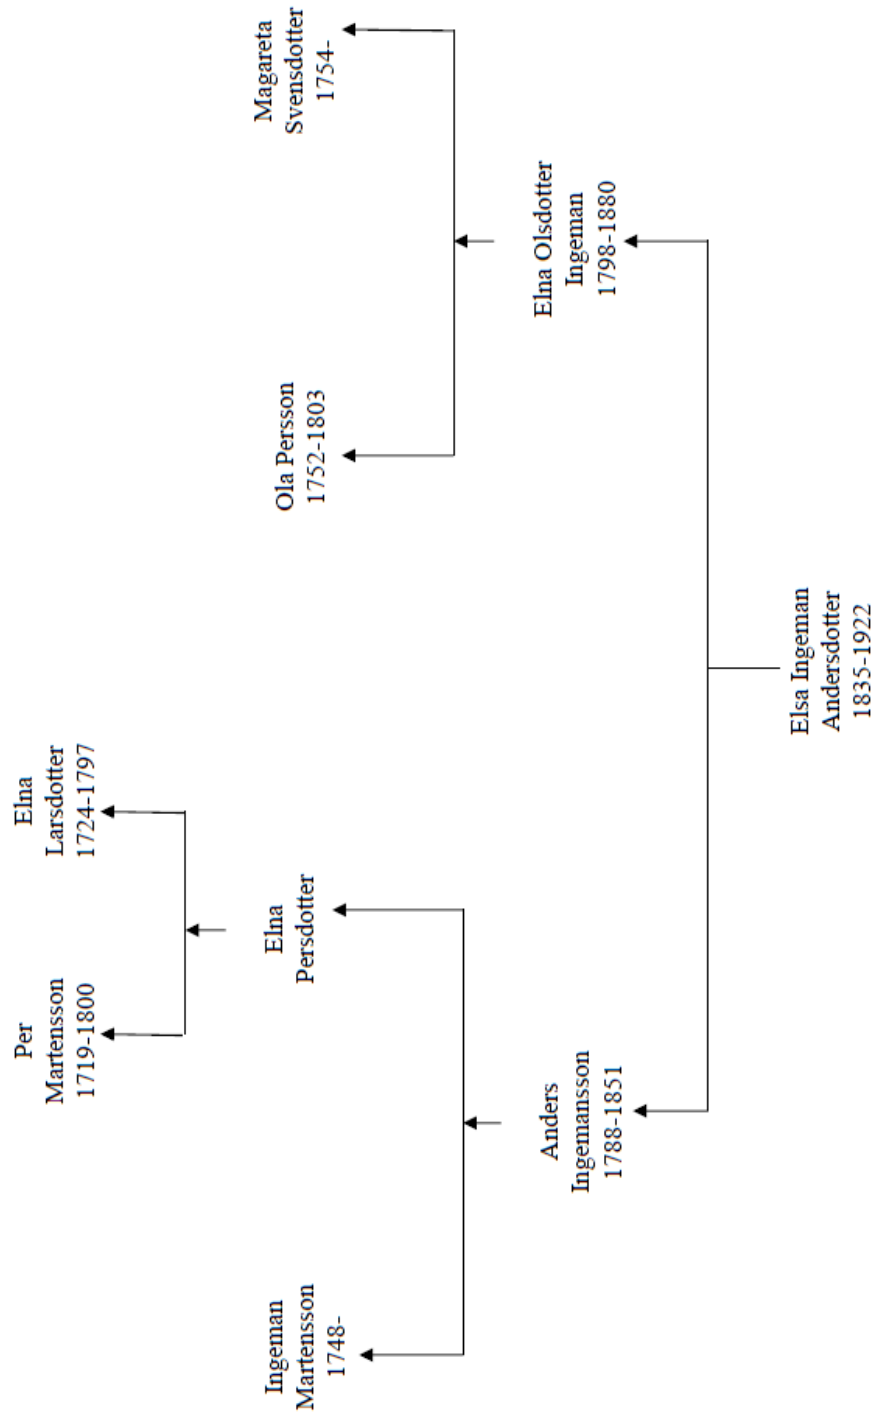 Per
Martensson
1719-1800
Elna
Larsdotter
1724-1797
Ingeman
Martensson
1748-
Elna
Persdotter
Ola Persson
1752-1803
Magareta
Svensdotter
1754-
Anders
Ingemansson
1788-1851
Elna Olsdotter
Ingeman
1798-1880
Elsa Ingeman
Andersdotter
1835-1922